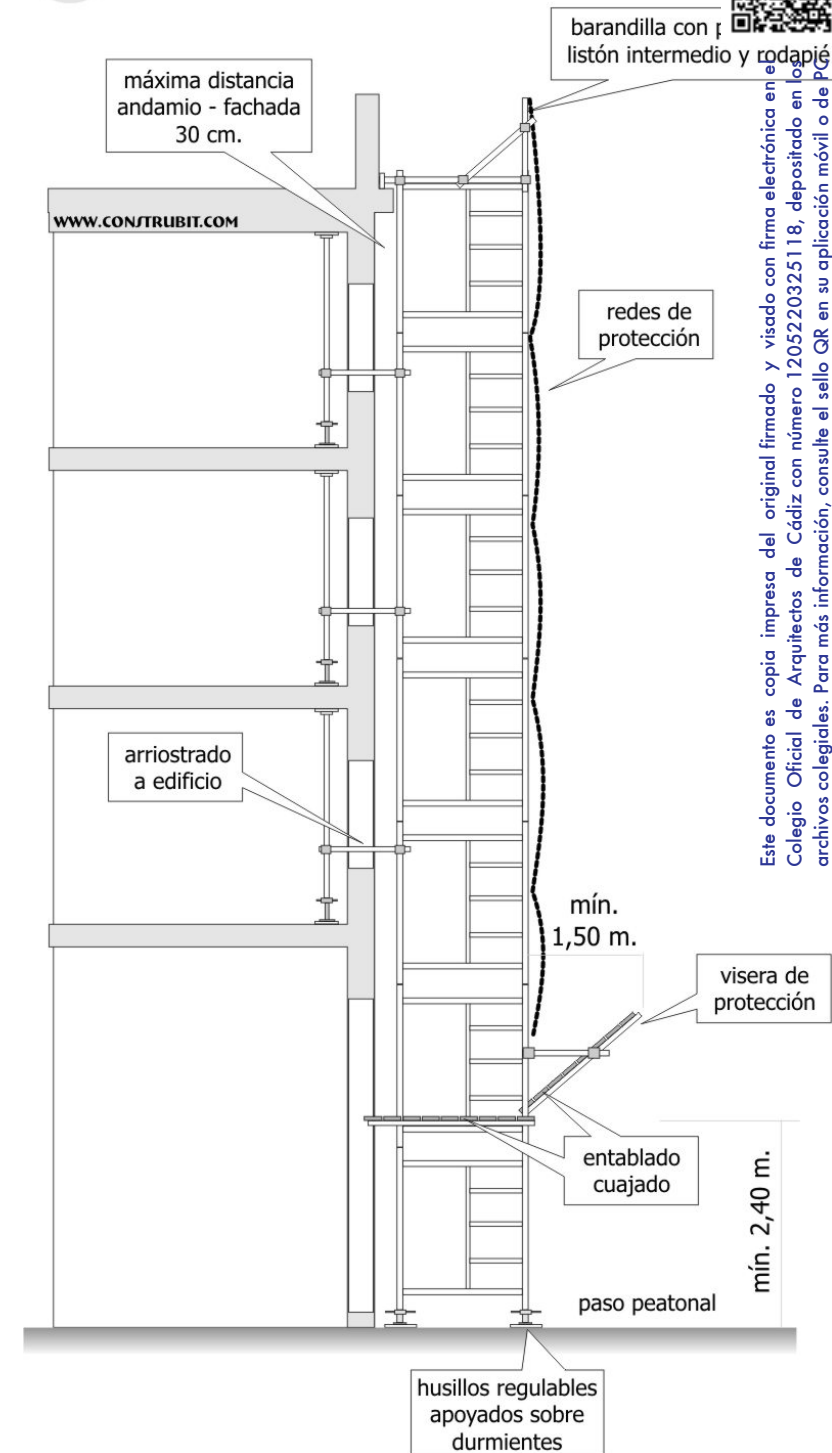 barandilla con
listón intermedio y rodapié
máxima distancia
andamio - fachada
30 cm.
WWW.CONSTRUBIT.COM
redes de
protección
arriostrado
a edificio
mín.
1,50 m.
visera de
protección
entablado
cuajado
mín. 2,40 m.
paso peatonal
husillos regulables
apoyados sobre
durmientes
Este documento es copia impresa del original firmado y visado con firma electrónica en el
Colegio Oficial de Arquitectos de Cádiz con número 1205220325118, depositado en los
archivos colegiales. Para más información, consulte el sello QR en su aplicación móvil o de PC.